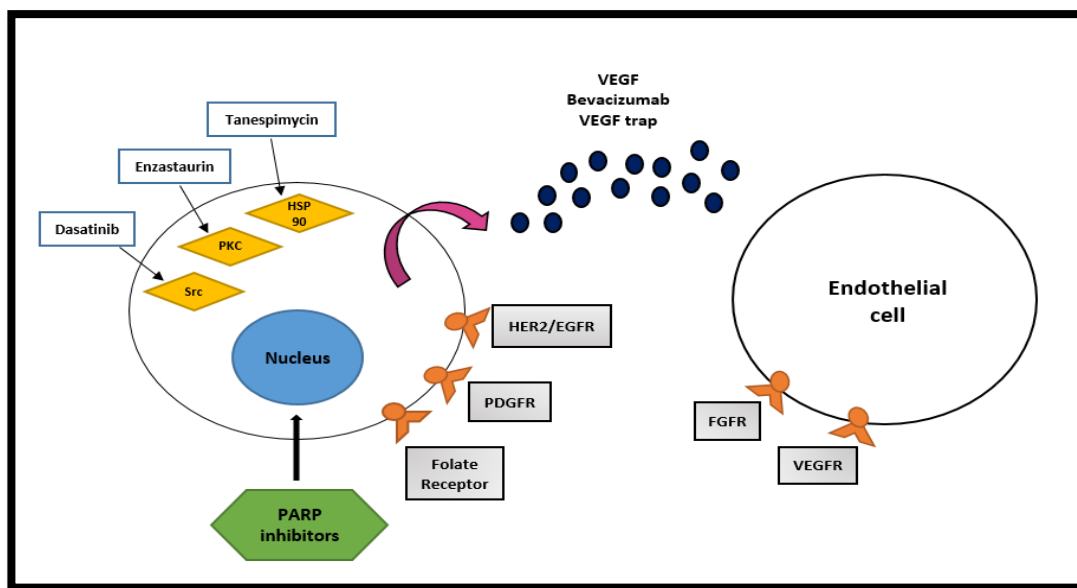 VEGF
Bevacizumab
VEGF trap
Tanespimycin
Enzastaurin
Dasatinib
HSP
90
PKC
Src
Nucleus
HER2/EGFR
PDGFR
Folate
Receptor
PARP
inhibitors
Endothelial
cell
FGFR
VEGFR